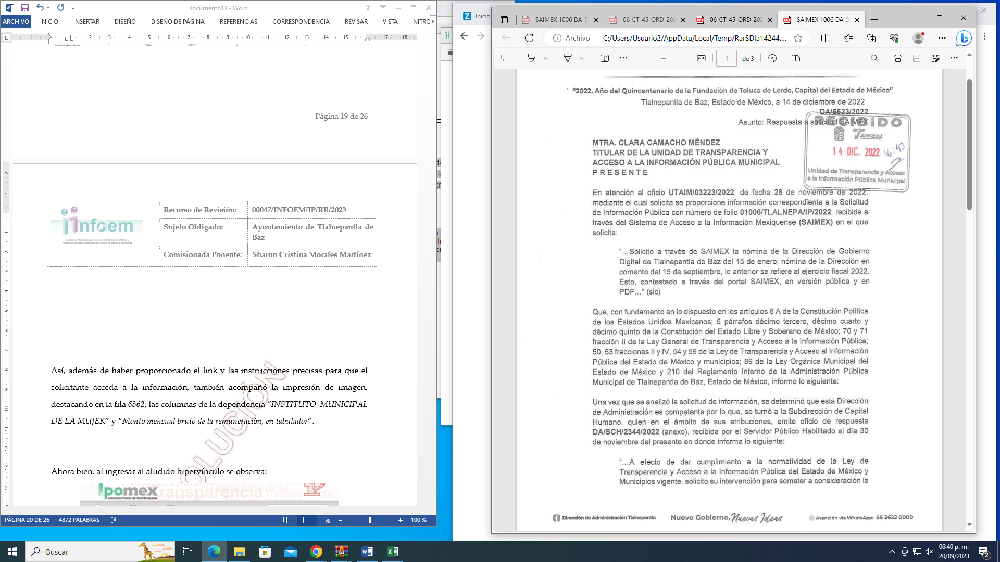 Documento13 - Word
ARCHIVO INICIO INSERTAR DISEÑO DISEÑO DE PÁGINA REFERENCIAS CORRESPONDENCIA REVISAR VISTA NITRO
Página 19 de 26
infoem
Instituto de Transparencia, Acceso a la Información Pública y
Protección de Datos Personales del Estado de México y Municipios
Recurso de Revisión: 00047/INFOEM/IP/RR/2023
Sujeto Obligado: Ayuntamiento de Tlalnepantla de
Baz
Comisionada Ponente: Sharon Cristina Morales Martínez
Así, además de haber proporcionado el link y las instrucciones precisas para que el
solicitante acceda a la información, también acompañó la impresión de imagen,
destacando en la fila 6362, las columnas de la dependencia “INSTITUTO MUNICIPAL
DE LA MUJER” y “Monto mensual bruto de la remuneración, en tabulador”.
OLUCIÓN
Ahora bien, al ingresar al aludido hipervínculo se observa:
Ipomex
Información Pública de Oficio Mexiquense
Transparencia
PÁGINA 20 DE 26 4872 PALABRAS 100 %
Inicio
SAIMEX 1006 DA-5 06-CT-45-ORD-202 06-CT-45-ORD-202 SAIMEX 1006 DA-5
Archivo C:/Users/Usuario2/AppData/Local/Temp/Rar$DIa14244....
1 de 3
“2022, Año del Quincentenario de la Fundación de Toluca de Lerdo, Capital del Estado de México”
Tlalnepantla de Baz, Estado de México, a 14 de diciembre de 2022
DA/5523/2022
Asunto: Respuesta a solicitud SAIMEX
RECIBIDO
Tlalnepantla
14 DIC. 2022
16:43
Unidad de Transparencia y Acceso
a la Información Pública Municipal
MTRA. CLARA CAMACHO MÉNDEZ
TITULAR DE LA UNIDAD DE TRANSPARENCIA Y
ACCESO A LA INFORMACIÓN PÚBLICA MUNICIPAL
P R E S E N T E
En atención al oficio UTAIM/03223/2022, de fecha 28 de noviembre de 2022,
mediante el cual solicita se proporcione información correspondiente a la Solicitud
de Información Pública con número de folio 01006/TLALNEPA/IP/2022, recibida a
través del Sistema de Acceso a la Información Mexiquense (SAIMEX) en el que
solicita:
“...Solicito a través de SAIMEX la nómina de la Dirección de Gobierno
Digital de Tlalnepantla de Baz del 15 de enero; nómina de la Dirección en
comento del 15 de septiembre, lo anterior se refiere al ejercicio fiscal 2022.
Esto, contestado a través del portal SAIMEX, en versión pública y en
PDF...” (sic)
Que, con fundamento en lo dispuesto en los artículos 6 A de la Constitución Política
de los Estados Unidos Mexicanos; 5 párrafos décimo tercero, décimo cuarto y
décimo quinto de la Constitución del Estado Libre y Soberano de México; 70 y 71
fracción II de la Ley General de Transparencia y Acceso a la Información Pública;
50, 53 fracciones II y IV, 54 y 59 de la Ley de Transparencia y Acceso al Información
Pública del Estado de México y municipios; 89 de la Ley Orgánica Municipal del
Estado de México y 210 del Reglamento Interno de la Administración Pública
Municipal de Tlalnepantla de Baz, Estado de México, informo lo siguiente:
Una vez que se analizó la solicitud de información, se determinó que esta Dirección
de Administración es competente por lo que, se turnó a la Subdirección de Capital
Humano, quien en el ámbito de sus atribuciones, emite oficio de respuesta
DA/SCH/2344/2022 (anexo), recibida por el Servidor Público Habilitado el día 30
de noviembre del presente en donde informa lo siguiente:
“...A efecto de dar cumplimiento a la normatividad de la Ley de
Transparencia y Acceso a la Información Pública del Estado de México y
Municipios vigente, solicito su intervención para someter a consideración la
Dirección de Administración Tlalnepantla Nuevo Gobierno, Nuevas Ideas Atención vía WhatsApp: 56 3622 0000
Buscar
06:40 p. m.
20/09/2023
2